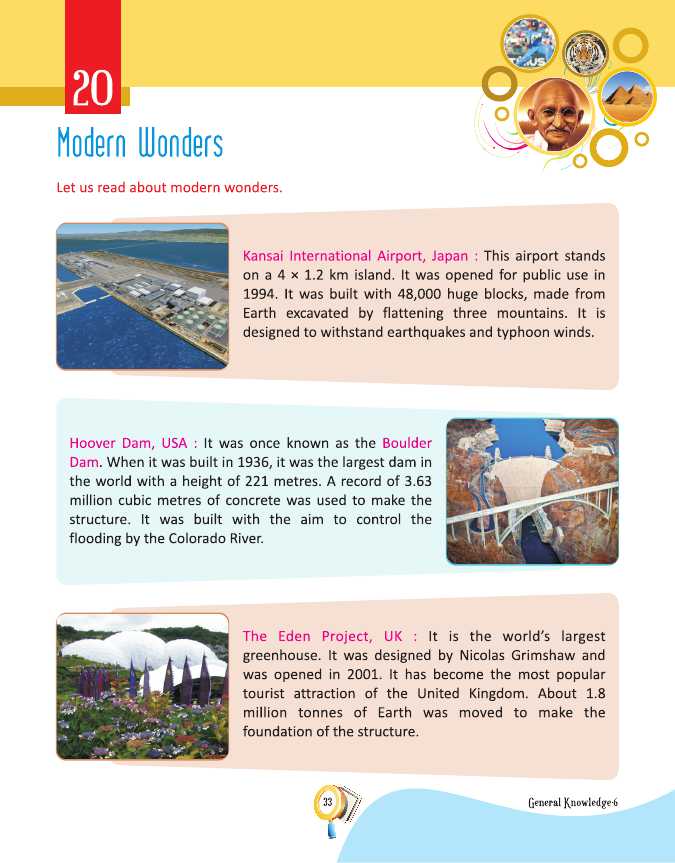 20
Modern Wonders
Let us read about modern wonders.
Kansai International Airport, Japan : This airport stands
on a 4 × 1.2 km island. It was opened for public use in
1994. It was built with 48,000 huge blocks, made from
Earth excavated by flattening three mountains. It is
designed to withstand earthquakes and typhoon winds.
Hoover Dam, USA : It was once known as the Boulder
Dam. When it was built in 1936, it was the largest dam in
the world with a height of 221 metres. A record of 3.63
million cubic metres of concrete was used to make the
structure. It was built with the aim to control the
flooding by the Colorado River.
The Eden Project, UK : It is the world's largest
greenhouse. It was designed by Nicolas Grimshaw and
was opened in 2001. It has become the most popular
tourist attraction of the United Kingdom. About 1.8
million tonnes of Earth was moved to make the
foundation of the structure.
33
General Knowledge-6